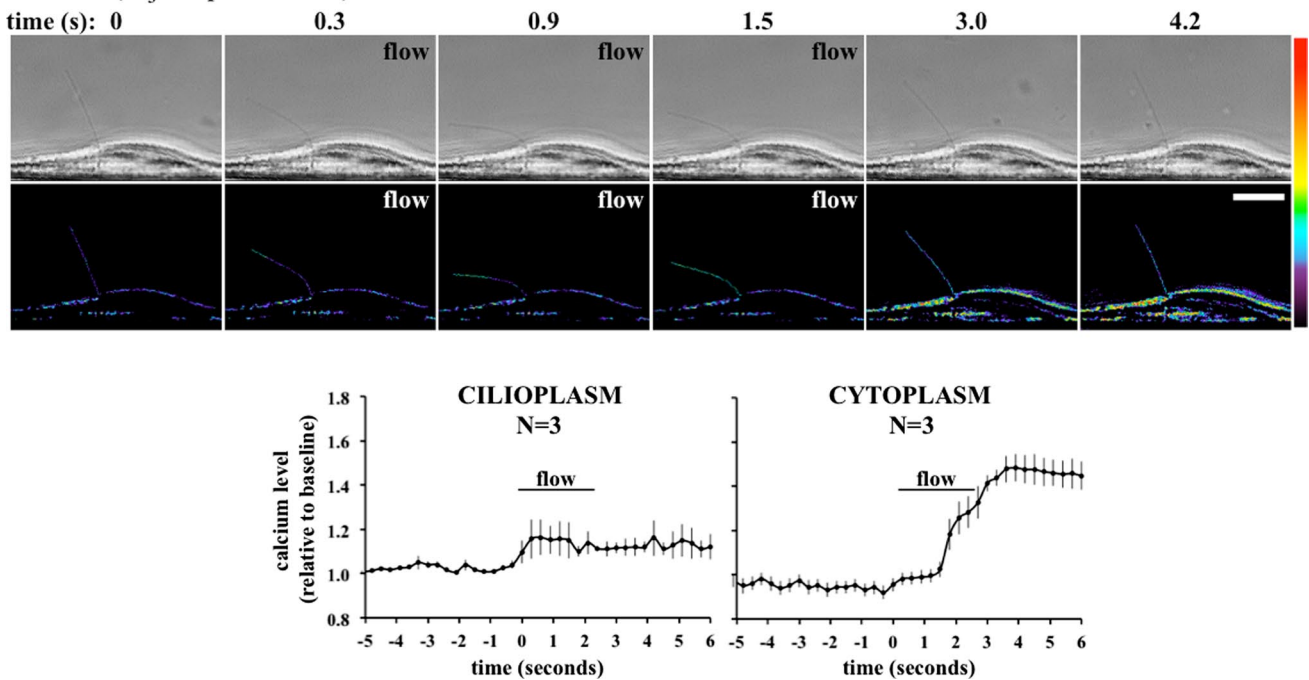 time (s): 0 0.3 0.9 1.5 3.0 4.2
flow flow flow
flow flow flow
CILIOPLASM
N=3
flow
calcium level
(relative to baseline)
1.8
1.6
1.4
1.2
1.0
0.8
-5 -4 -3 -2 -1 0 1 2 3 4 5 6
time (seconds)
CYTOPLASM
N=3
flow
-5 -4 -3 -2 -1 0 1 2 3 4 5 6
time (seconds)